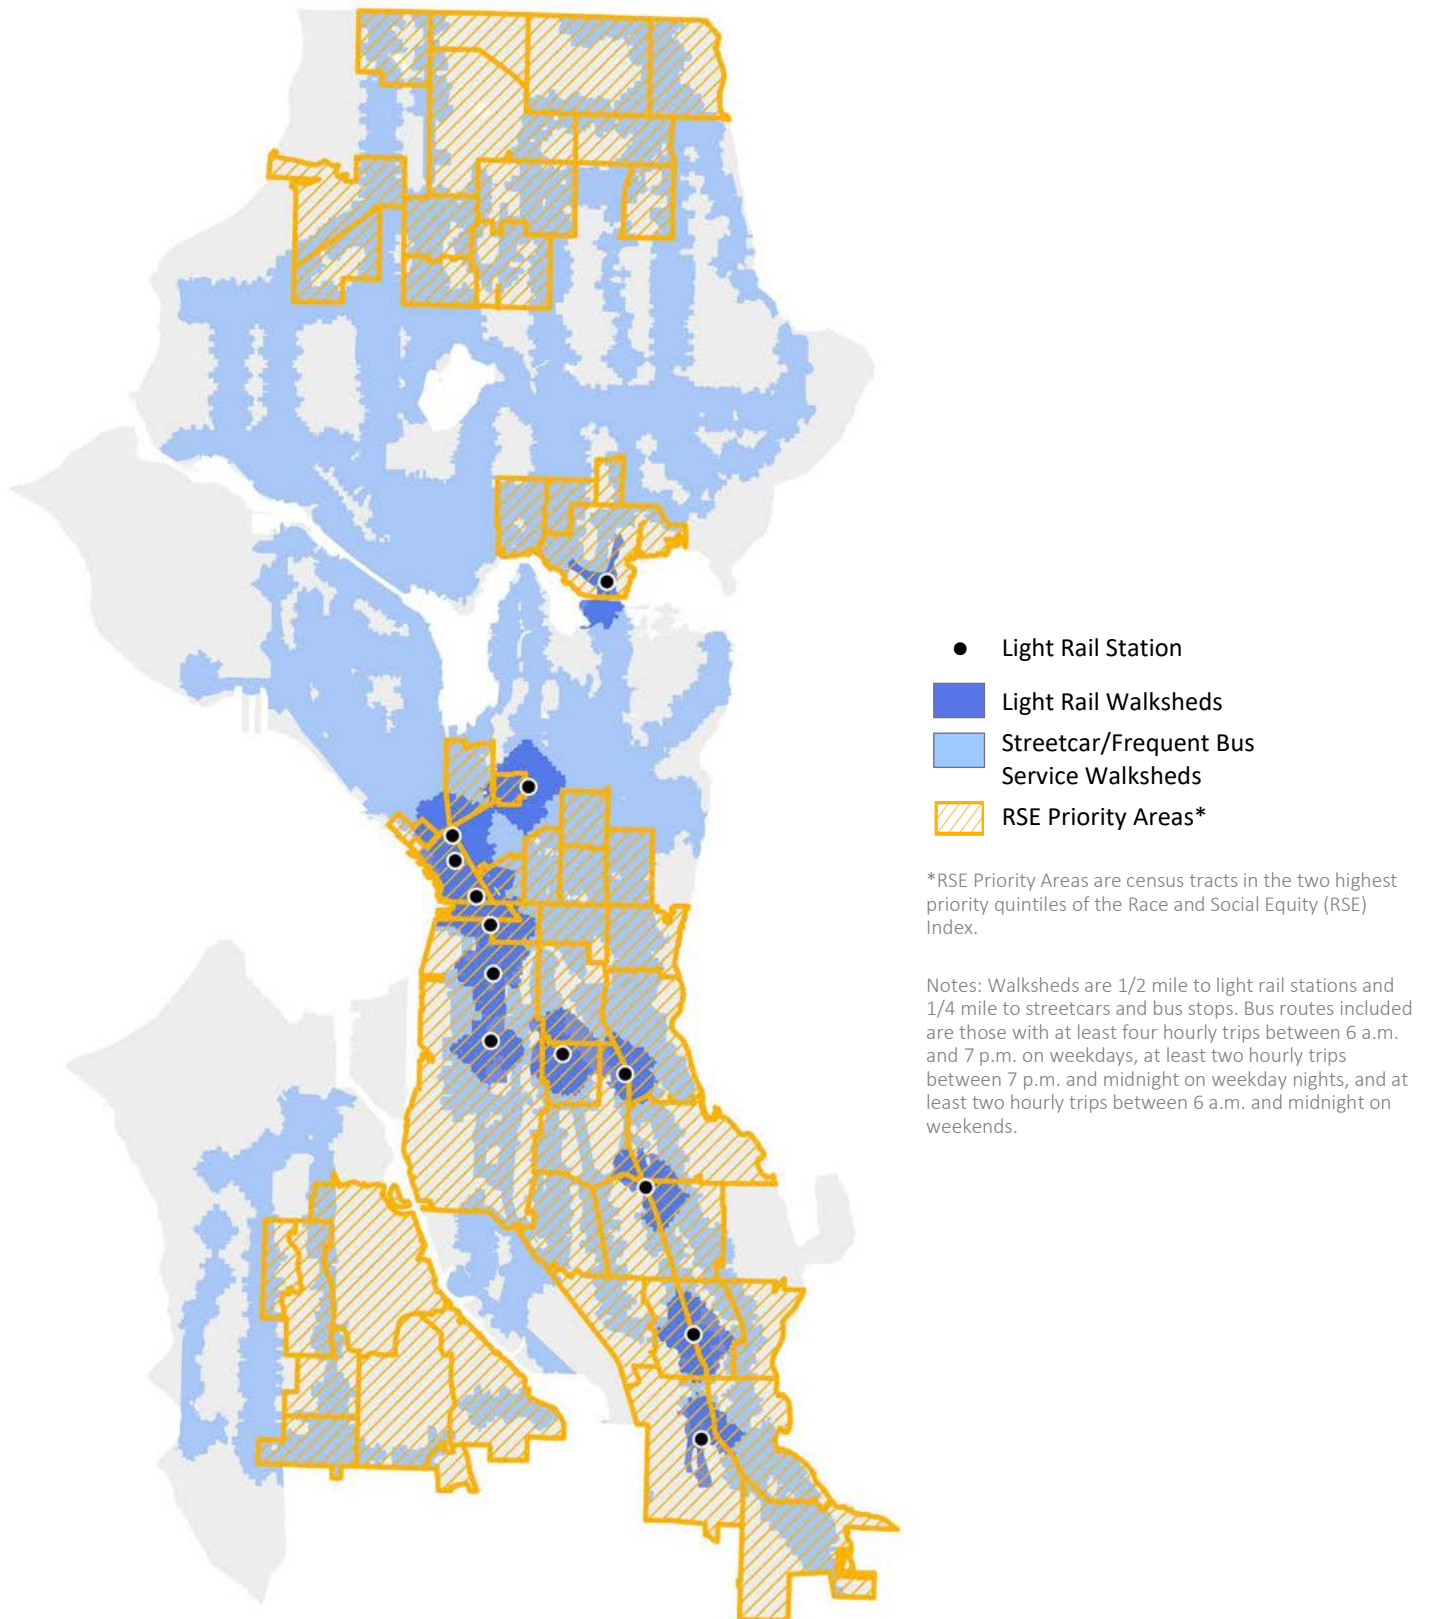 Light Rail Station
Light Rail Walksheds
Streetcar/Frequent Bus
Service Walksheds
RSE Priority Areas*
*RSE Priority Areas are census tracts in the two highest
priority quintiles of the Race and Social Equity (RSE)
Index.
Notes: Walksheds are 1/2 mile to light rail stations and
1/4 mile to streetcars and bus stops. Bus routes included
are those with at least four hourly trips between 6 a.m.
and 7 p.m. on weekdays, at least two hourly trips
between 7 p.m. and midnight on weekday nights, and at
least two hourly trips between 6 a.m. and midnight on
weekends.